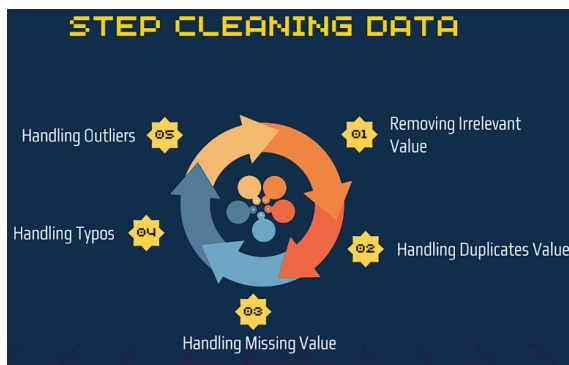 STEP CLEANING DATA
01
Removing Irrelevant
Value
02
Handling Duplicates Value
03
Handling Missing Value
04
Handling Typos
05
Handling Outliers